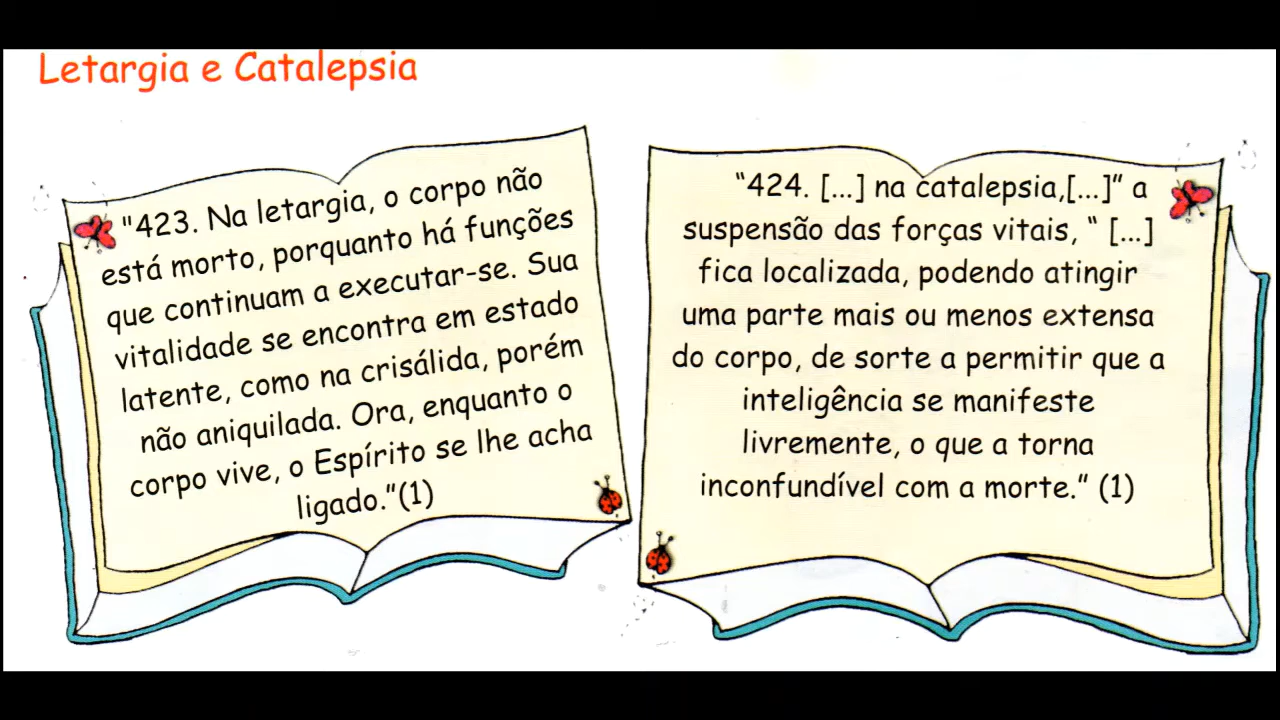 Letargia e Catalepsia
"423. Na letargia, o corpo não
está morto, porquanto há funções
que continuam a executar-se. Sua
vitalidade se encontra em estado
latente, como na crisálida, porém
não aniquilada. Ora, enquanto o
corpo vive, o Espírito se lhe acha
ligado."(1)
"424. [...] na catalepsia,[...]" a
suspensão das forças vitais, " [...]
fica localizada, podendo atingir
uma parte mais ou menos extensa
do corpo, de sorte a permitir que a
inteligência se manifeste
livremente, o que a torna
inconfundível com a morte." (1)